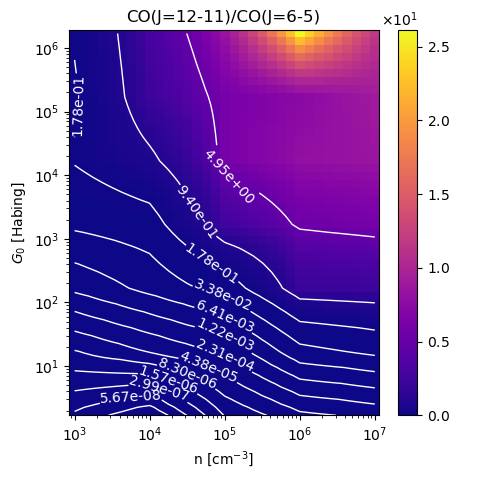 CO(J=12-11)/CO(J=6-5)
×10¹
G₀ [Habing]
10⁶
10⁵
10⁴
10³
10²
10¹
1.78e-01
4.95e+00
9.40e-01
1.78e-01
3.38e-02
6.41e-03
1.22e-03
2.31e-04
4.38e-05
8.30e-06
1.57e-06
2.99e-07
5.67e-08
10³ 10⁴ 10⁵ 10⁶ 10⁷
n [cm⁻³]
2.5
2.0
1.5
1.0
0.5
0.0